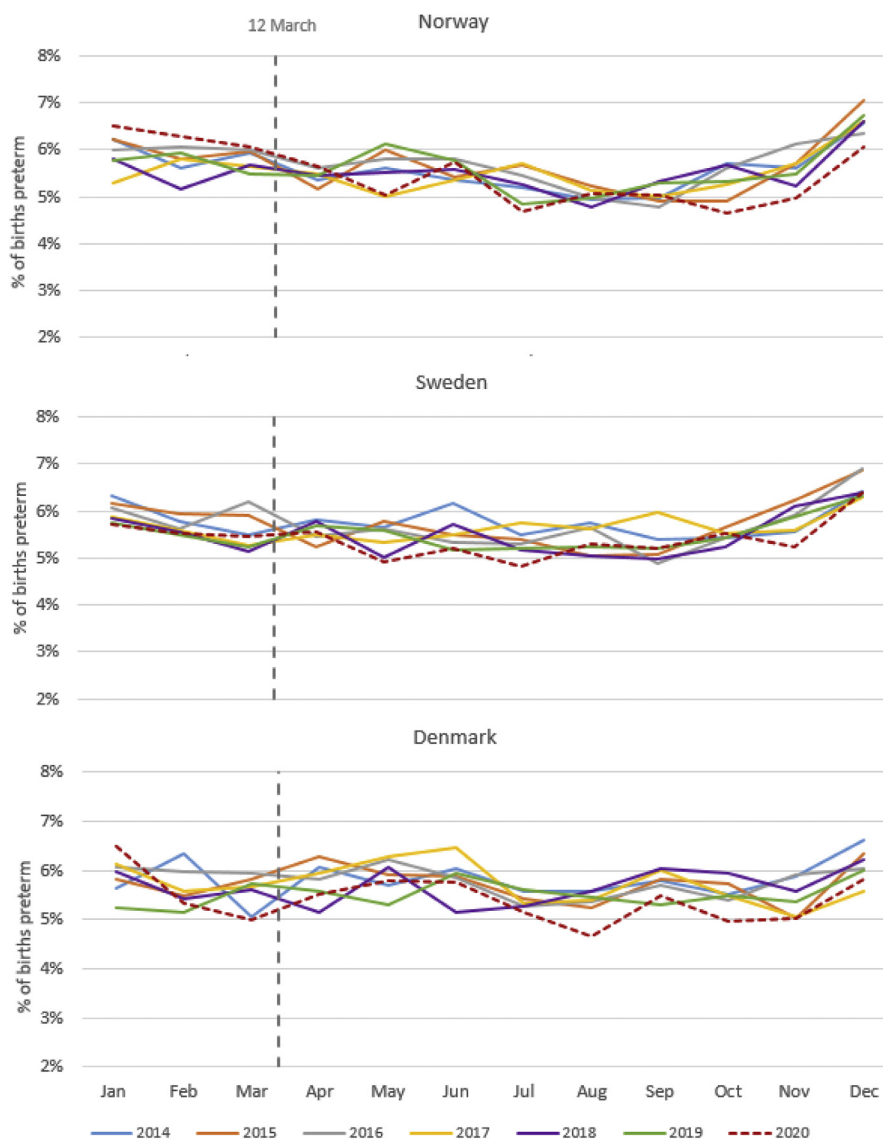 12 March
Norway
8%
7%
6%
5%
4%
3%
2%
% of births preterm
Sweden
8%
7%
6%
5%
4%
3%
2%
% of births preterm
Denmark
8%
7%
6%
5%
4%
3%
2%
% of births preterm
Jan Feb Mar Apr May Jun Jul Aug Sep Oct Nov Dec
2014 2015 2016 2017 2018 2019 2020